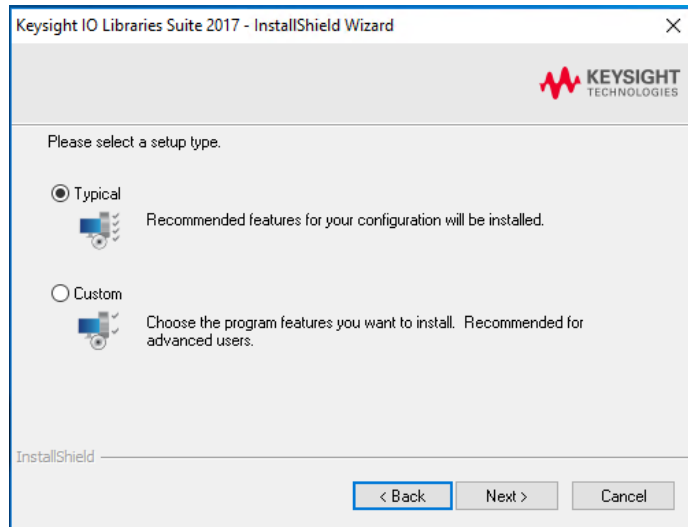 Keysight IO Libraries Suite 2017 - InstallShield Wizard
KEYSIGHT
TECHNOLOGIES
Please select a setup type.
Typical
Recommended features for your configuration will be installed.
Custom
Choose the program features you want to install.  Recommended for
advanced users.
InstallShield
< Back
Next >
Cancel